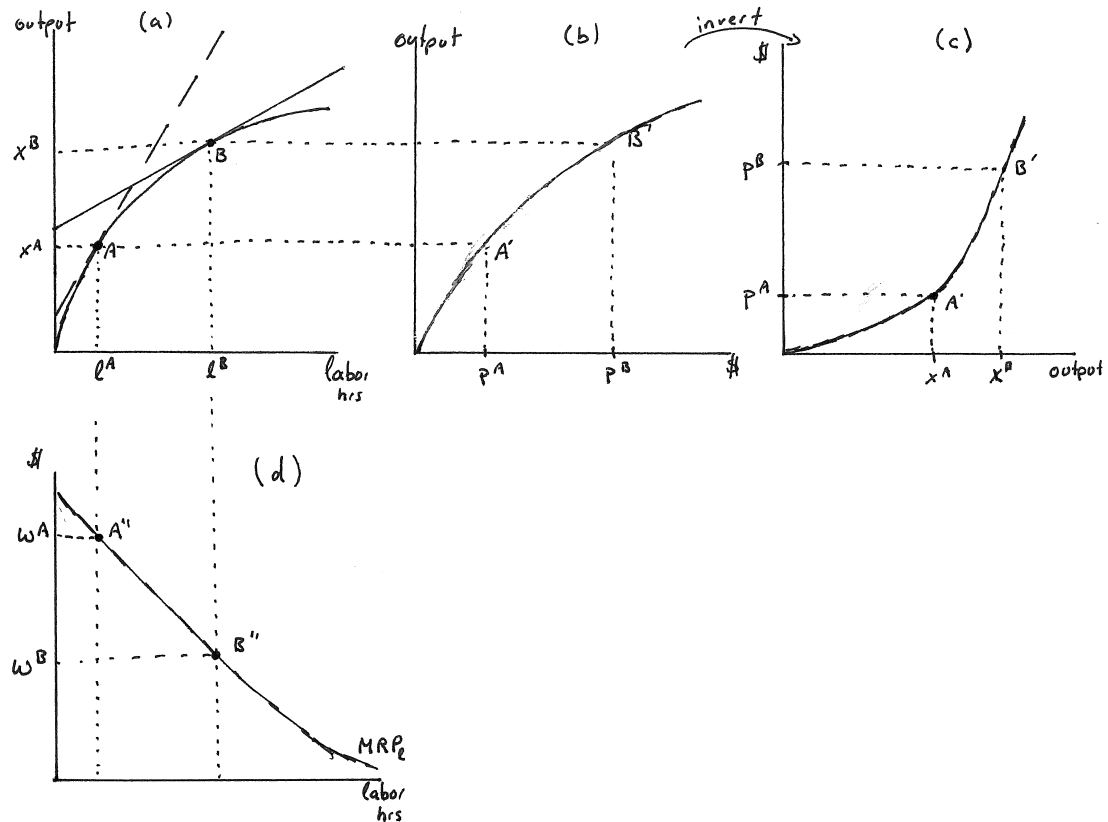 output
(a)
x^B
x^A
B
A
l^A
l^B
labor
hrs
output
(b)
B'
A'
p^A
p^B
$
invert
$
(c)
p^B
p^A
B'
A'
x^A
x^B
output
$
(d)
w^A
w^B
A"
B"
MRP_l
labor
hrs